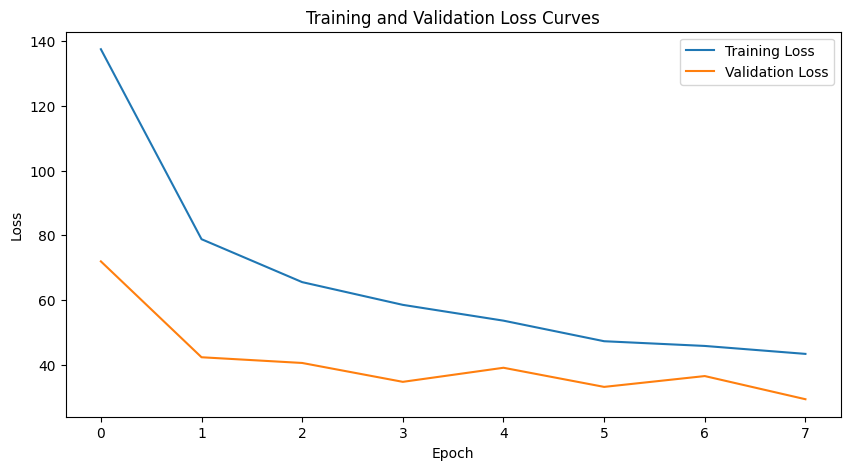 Training and Validation Loss Curves
Training Loss
Validation Loss
Loss
140
120
100
80
60
40
0 1 2 3 4 5 6 7
Epoch